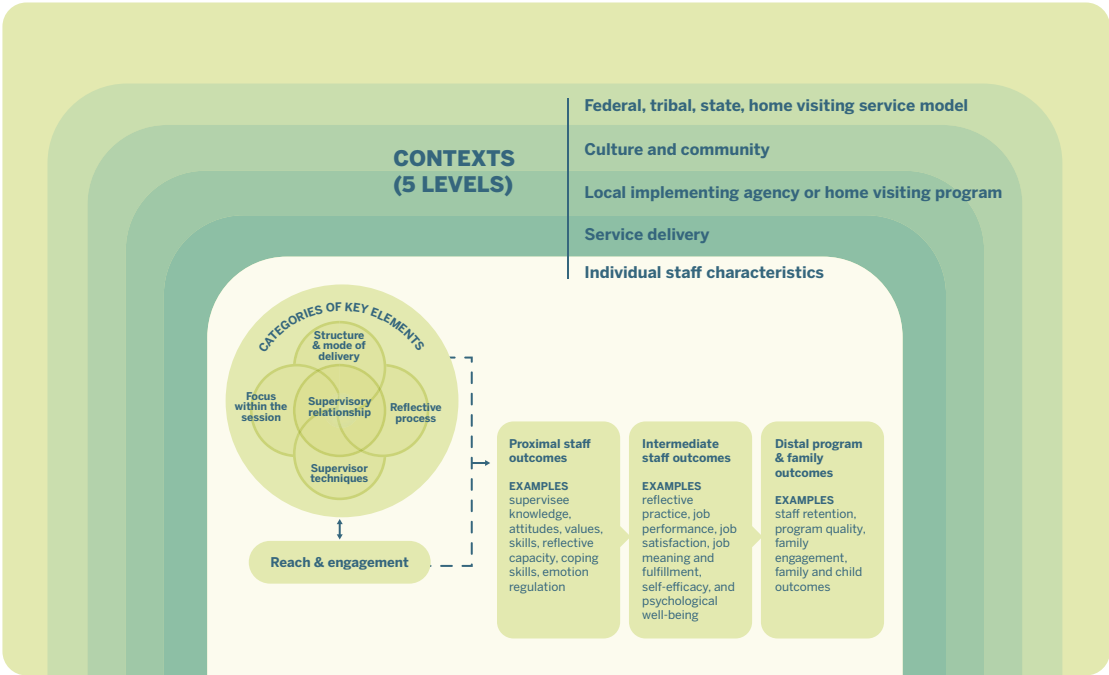 CONTEXTS
(5 LEVELS)
Federal, tribal, state, home visiting service model
Culture and community
Local implementing agency or home visiting program
Service delivery
Individual staff characteristics
CATEGORIES OF KEY ELEMENTS
Structure
& mode of
delivery
Focus
within the
session
Supervisory
relationship
Reflective
process
Supervisor
techniques
Reach & engagement
Proximal staff
outcomes
EXAMPLES
supervisee
knowledge,
attitudes, values,
skills, reflective
capacity, coping
skills, emotion
regulation
Intermediate
staff outcomes
EXAMPLES
reflective
practice, job
performance, job
satisfaction, job
meaning and
fulfillment,
self-efficacy, and
psychological
well-being
Distal program
& family
outcomes
EXAMPLES
staff retention,
program quality,
family
engagement,
family and child
outcomes